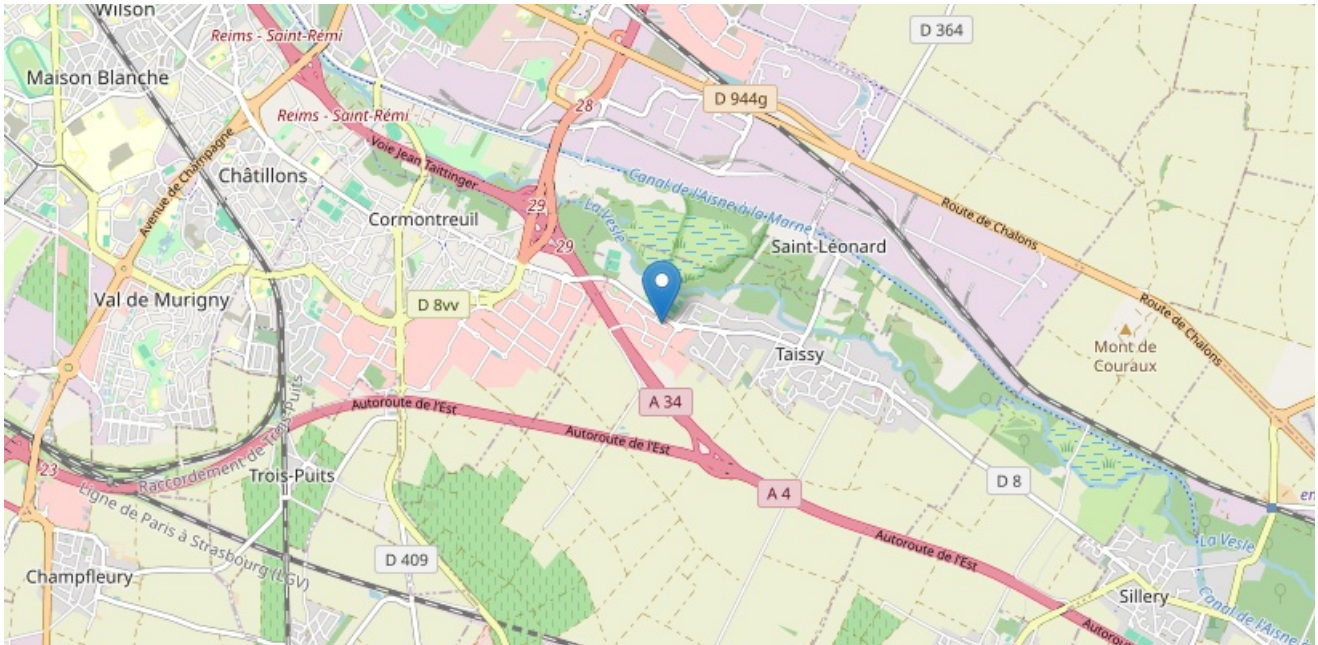 Wilson
D 364
Reims - Saint-Rémi
Maison Blanche
28
D 944g
Reims - Saint-Rémi
Avenue de Champagne
Voie Jean Taittinger
Châtillons
Canal de l'Aisne à la Marne
29
La Vesle
Route de Chalons
Cormontreuil
29
Saint-Léonard
Val de Murigny
D 8vv
Route de Chalons
Mont de
Couraux
Taissy
A 34
Autoroute de l'Est
Autoroute de l'Est
Raccordement de Trois-Puits
23
Trois-Puits
D 8
A 4
Ligne de Paris à Strasbourg (LGV)
Autoroute de l'Est
La Vesle
D 409
Champfleury
Sillery
Canal de l'Aisne à